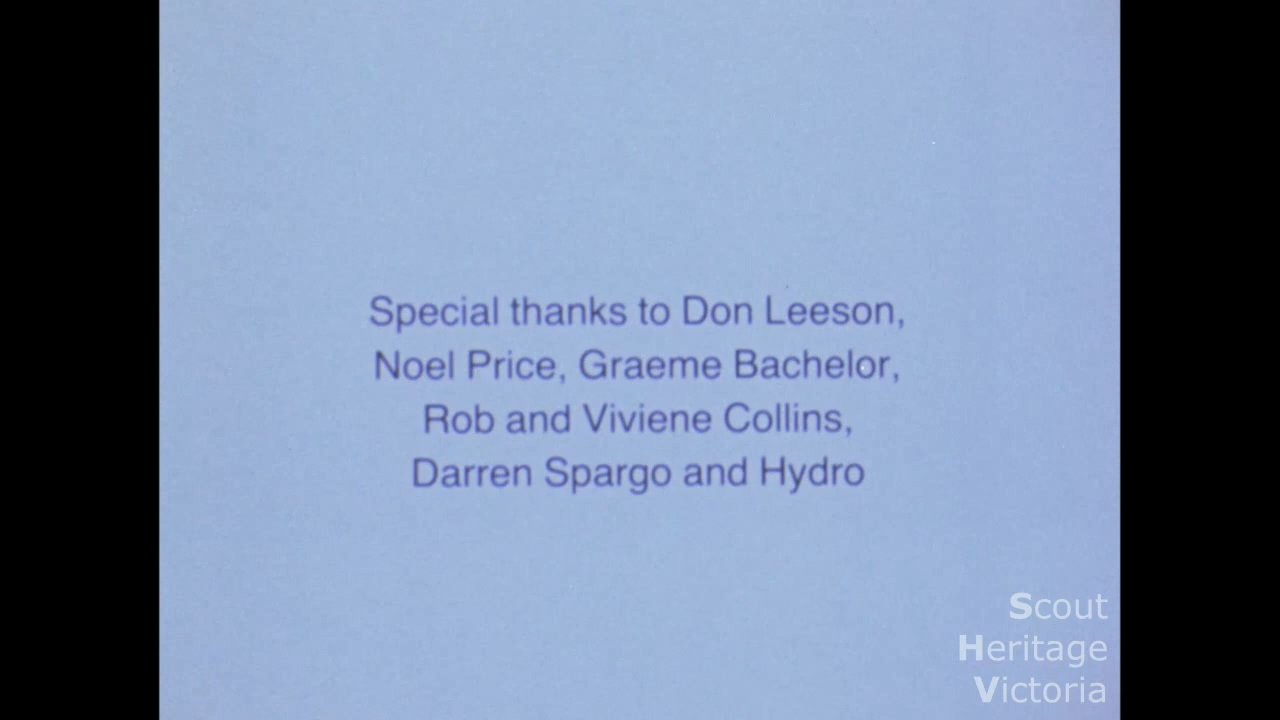 Special thanks to Don Leeson,
Noel Price, Graeme Bachelor,
Rob and Viviene Collins,
Darren Spargo and Hydro
Scout
Heritage
Victoria